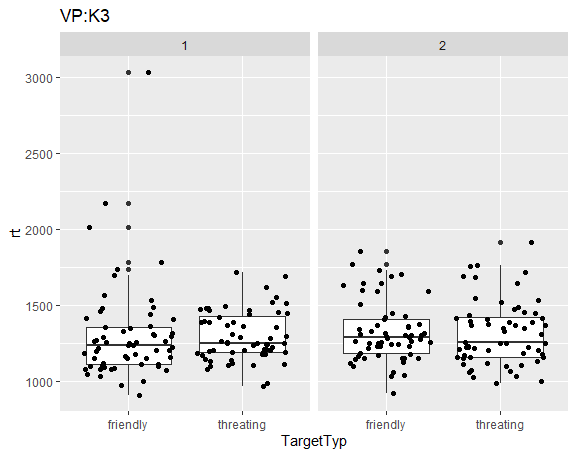 VP:K3
1 2
3000
2500
2000
1500
1000
rt
friendly threating friendly threating
TargetTyp